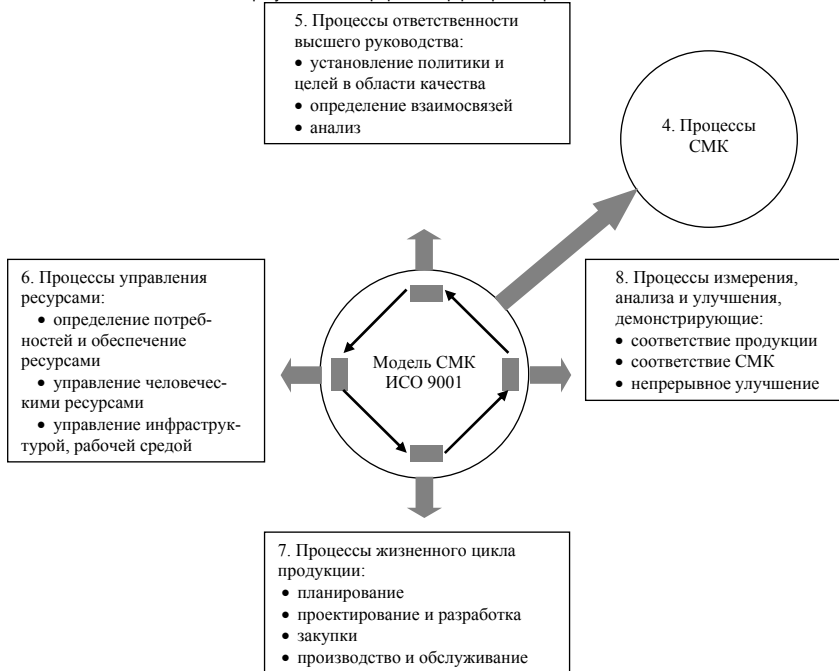 5. Процессы ответственности
высшего руководства:
• установление политики и
целей в области качества
• определение взаимосвязей
• анализ
4. Процессы
СМК
6. Процессы управления
ресурсами:
• определение потреб-
ностей и обеспечение
ресурсами
• управление человечес-
кими ресурсами
• управление инфраструк-
турой, рабочей средой
Модель СМК
ИСО 9001
8. Процессы измерения,
анализа и улучшения,
демонстрирующие:
• соответствие продукции
• соответствие СМК
• непрерывное улучшение
7. Процессы жизненного цикла
продукции:
• планирование
• проектирование и разработка
• закупки
• производство и обслуживание